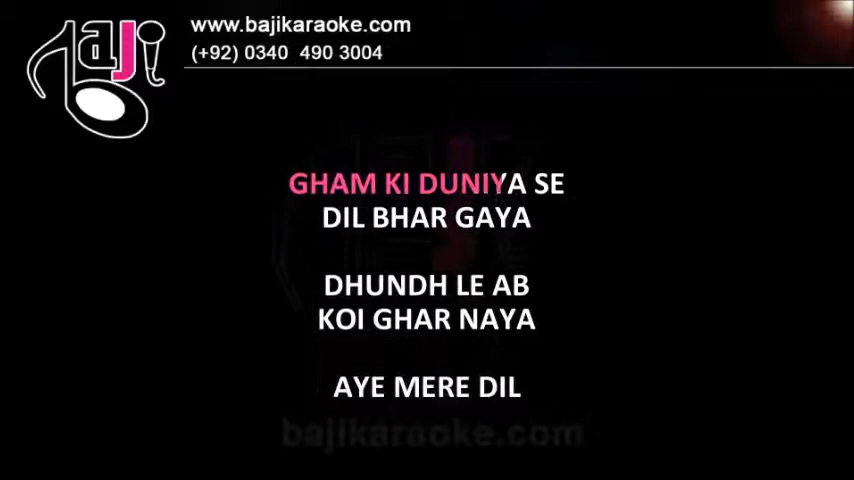 baji
www.bajikaraoke.com
(+92) 0340 490 3004
GHAM KI DUNIYA SE
DIL BHAR GAYA
DHUNDH LE AB
KOI GHAR NAYA
AYE MERE DIL
bajikaraoke.com